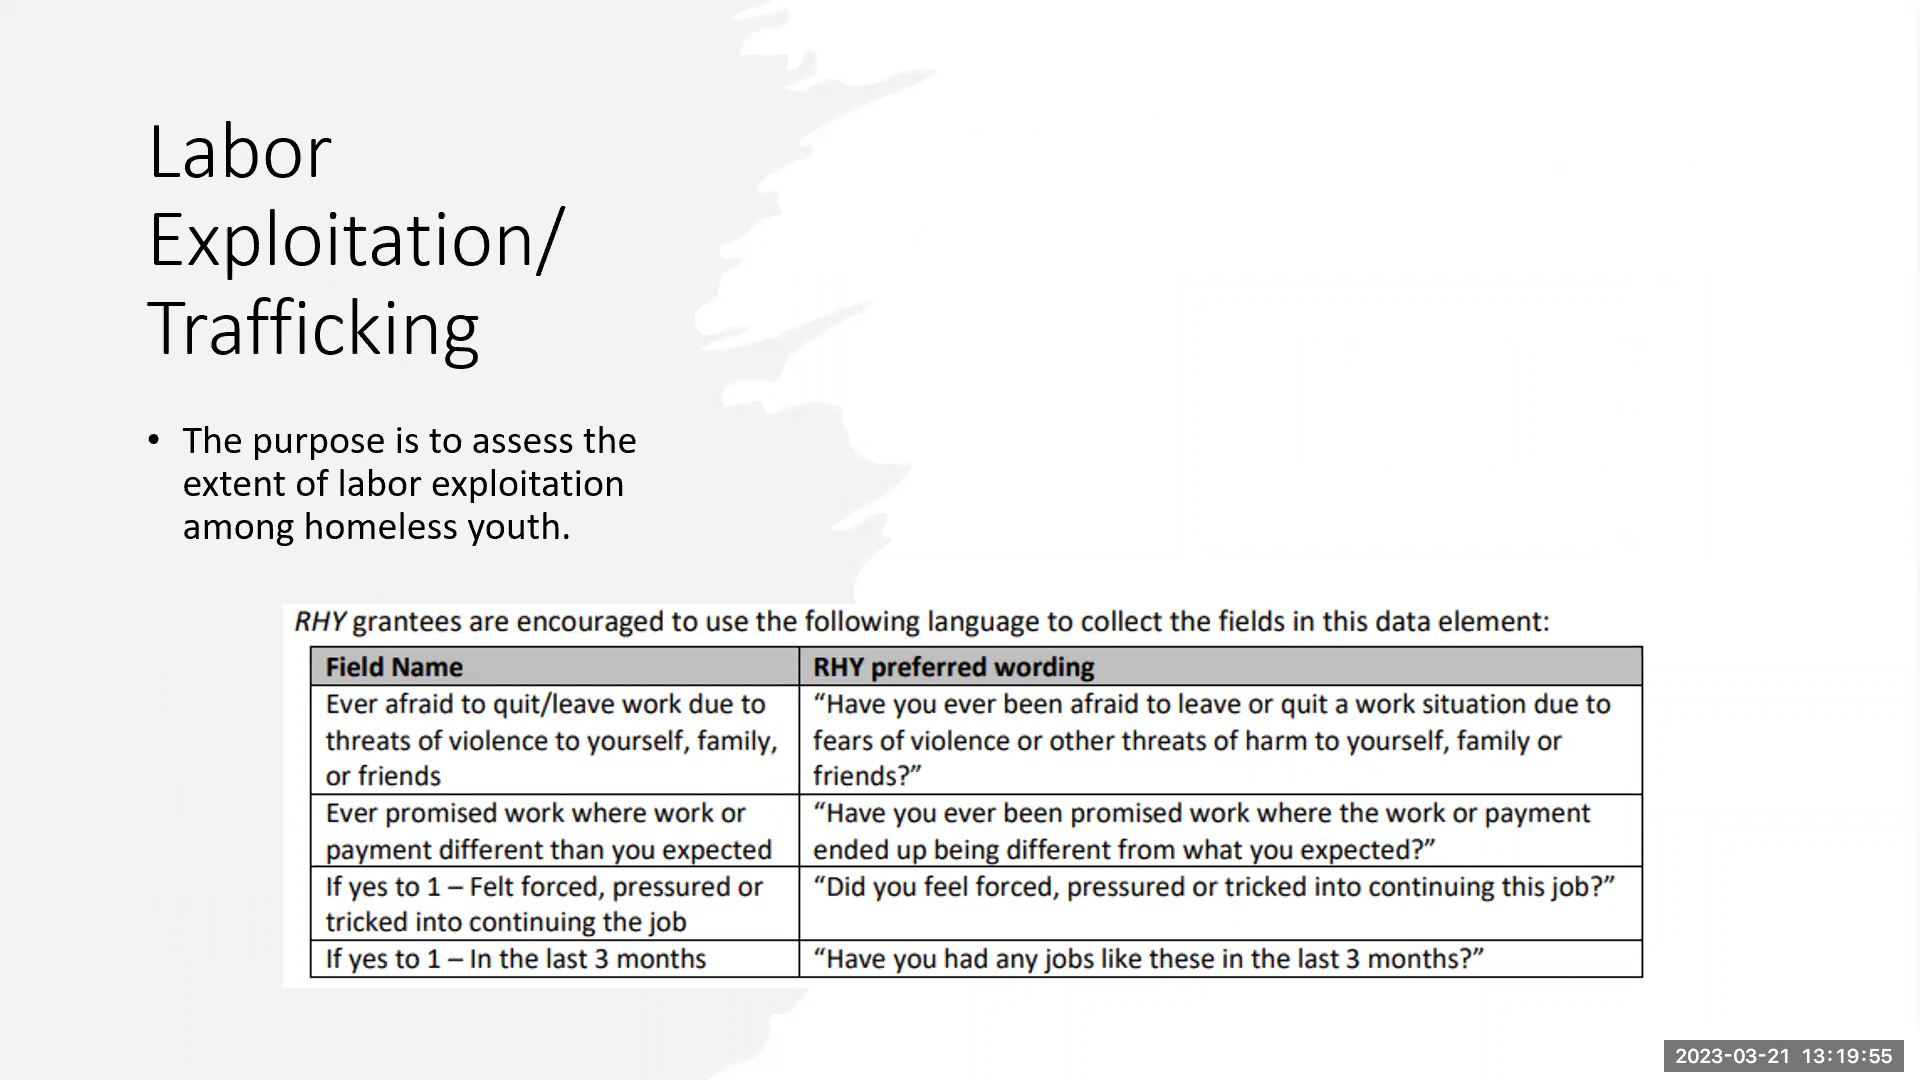 Labor
Exploitation/
Trafficking
• The purpose is to assess the
extent of labor exploitation
among homeless youth.
RHY grantees are encouraged to use the following language to collect the fields in this data element:
Field Name
RHY preferred wording
Ever afraid to quit/leave work due to
threats of violence to yourself, family,
or friends
“Have you ever been afraid to leave or quit a work situation due to
fears of violence or other threats of harm to yourself, family or
friends?”
Ever promised work where work or
payment different than you expected
“Have you ever been promised work where the work or payment
ended up being different from what you expected?”
If yes to 1 – Felt forced, pressured or
tricked into continuing the job
“Did you feel forced, pressured or tricked into continuing this job?”
If yes to 1 – In the last 3 months
“Have you had any jobs like these in the last 3 months?”
2023-03-21 13:19:55